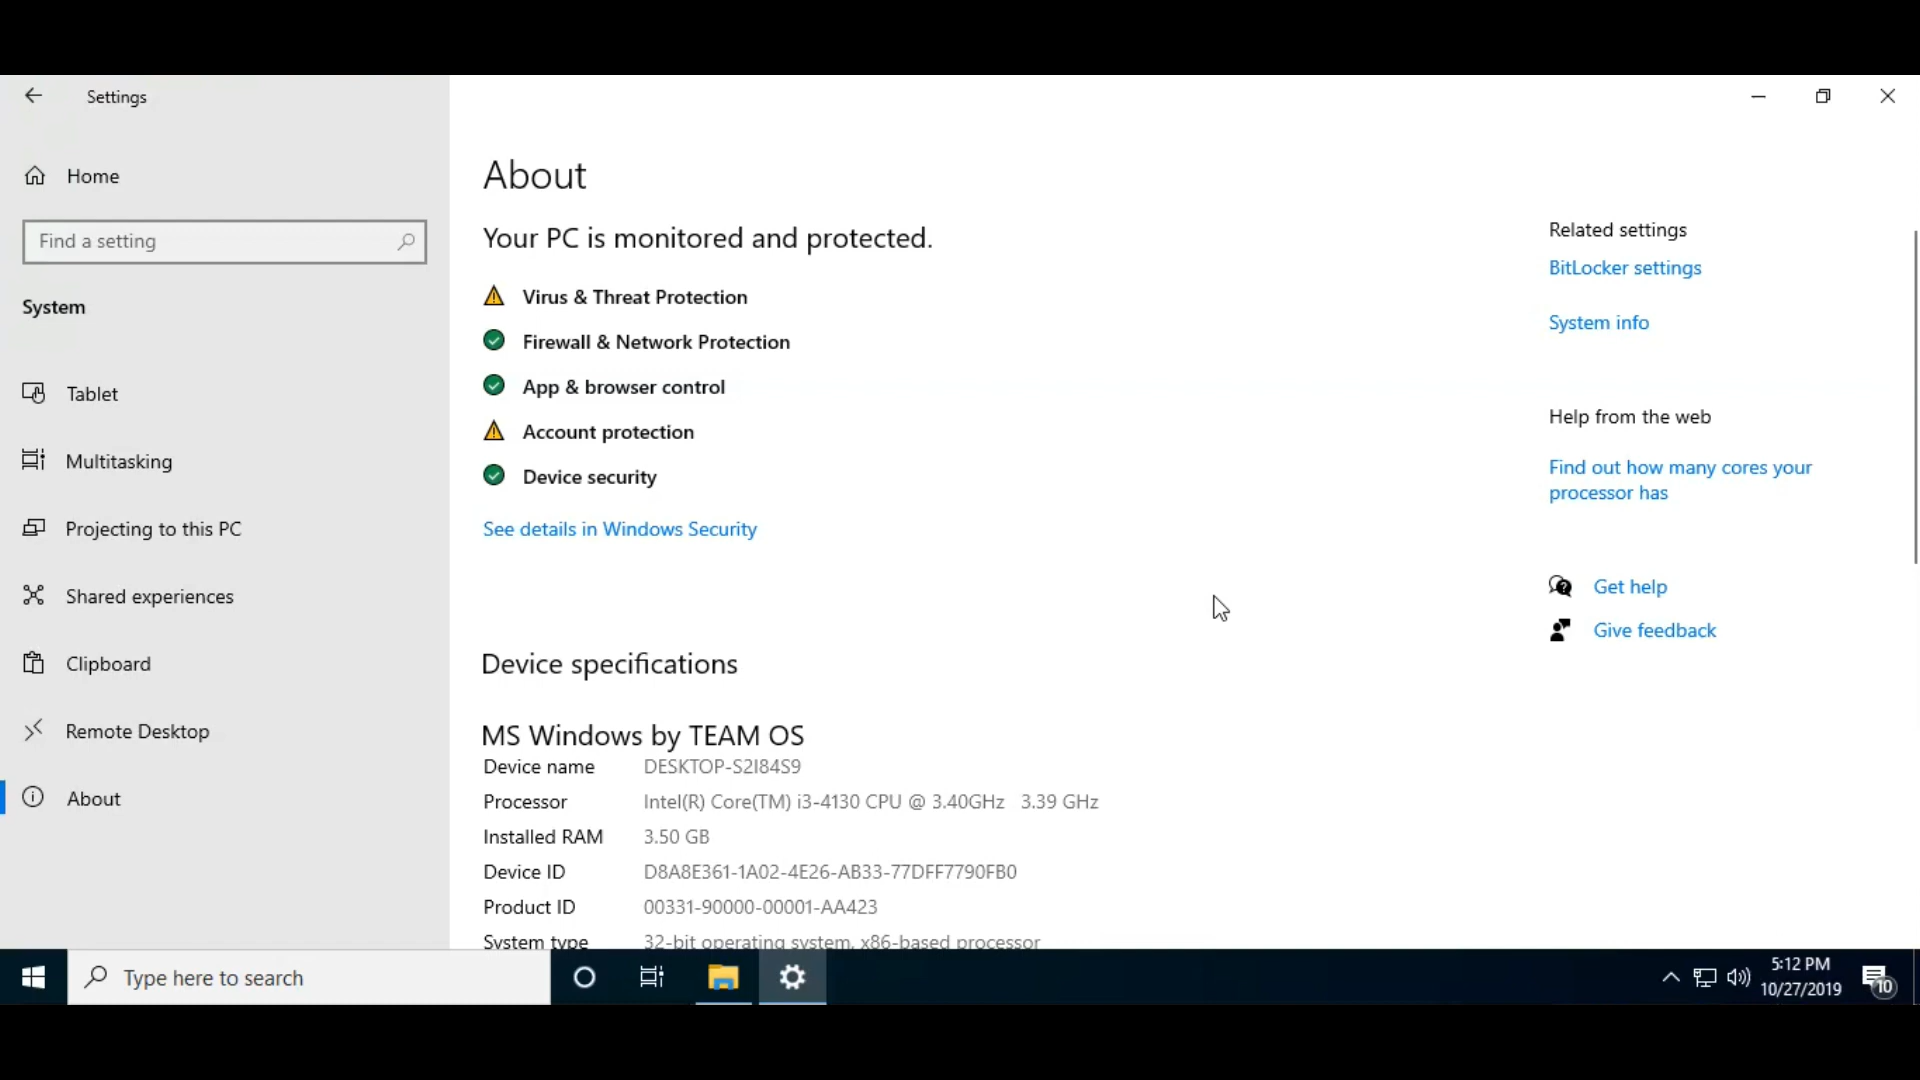 Settings
Home
Find a setting
System
Tablet
Multitasking
Projecting to this PC
Shared experiences
Clipboard
Remote Desktop
About
About
Your PC is monitored and protected.
Virus & Threat Protection
Firewall & Network Protection
App & browser control
Account protection
Device security
See details in Windows Security
Device specifications
MS Windows by TEAM OS
Device name DESKTOP-S2I84S9
Processor Intel(R) Core(TM) i3-4130 CPU @ 3.40GHz 3.39 GHz
Installed RAM 3.50 GB
Device ID D8A8E361-1A02-4E26-AB33-77DFF7790FB0
Product ID 00331-90000-00001-AA423
System type 32-bit operating system, x86-based processor
Related settings
BitLocker settings
System info
Help from the web
Find out how many cores your
processor has
Get help
Give feedback
Type here to search
5:12 PM
10/27/2019
10